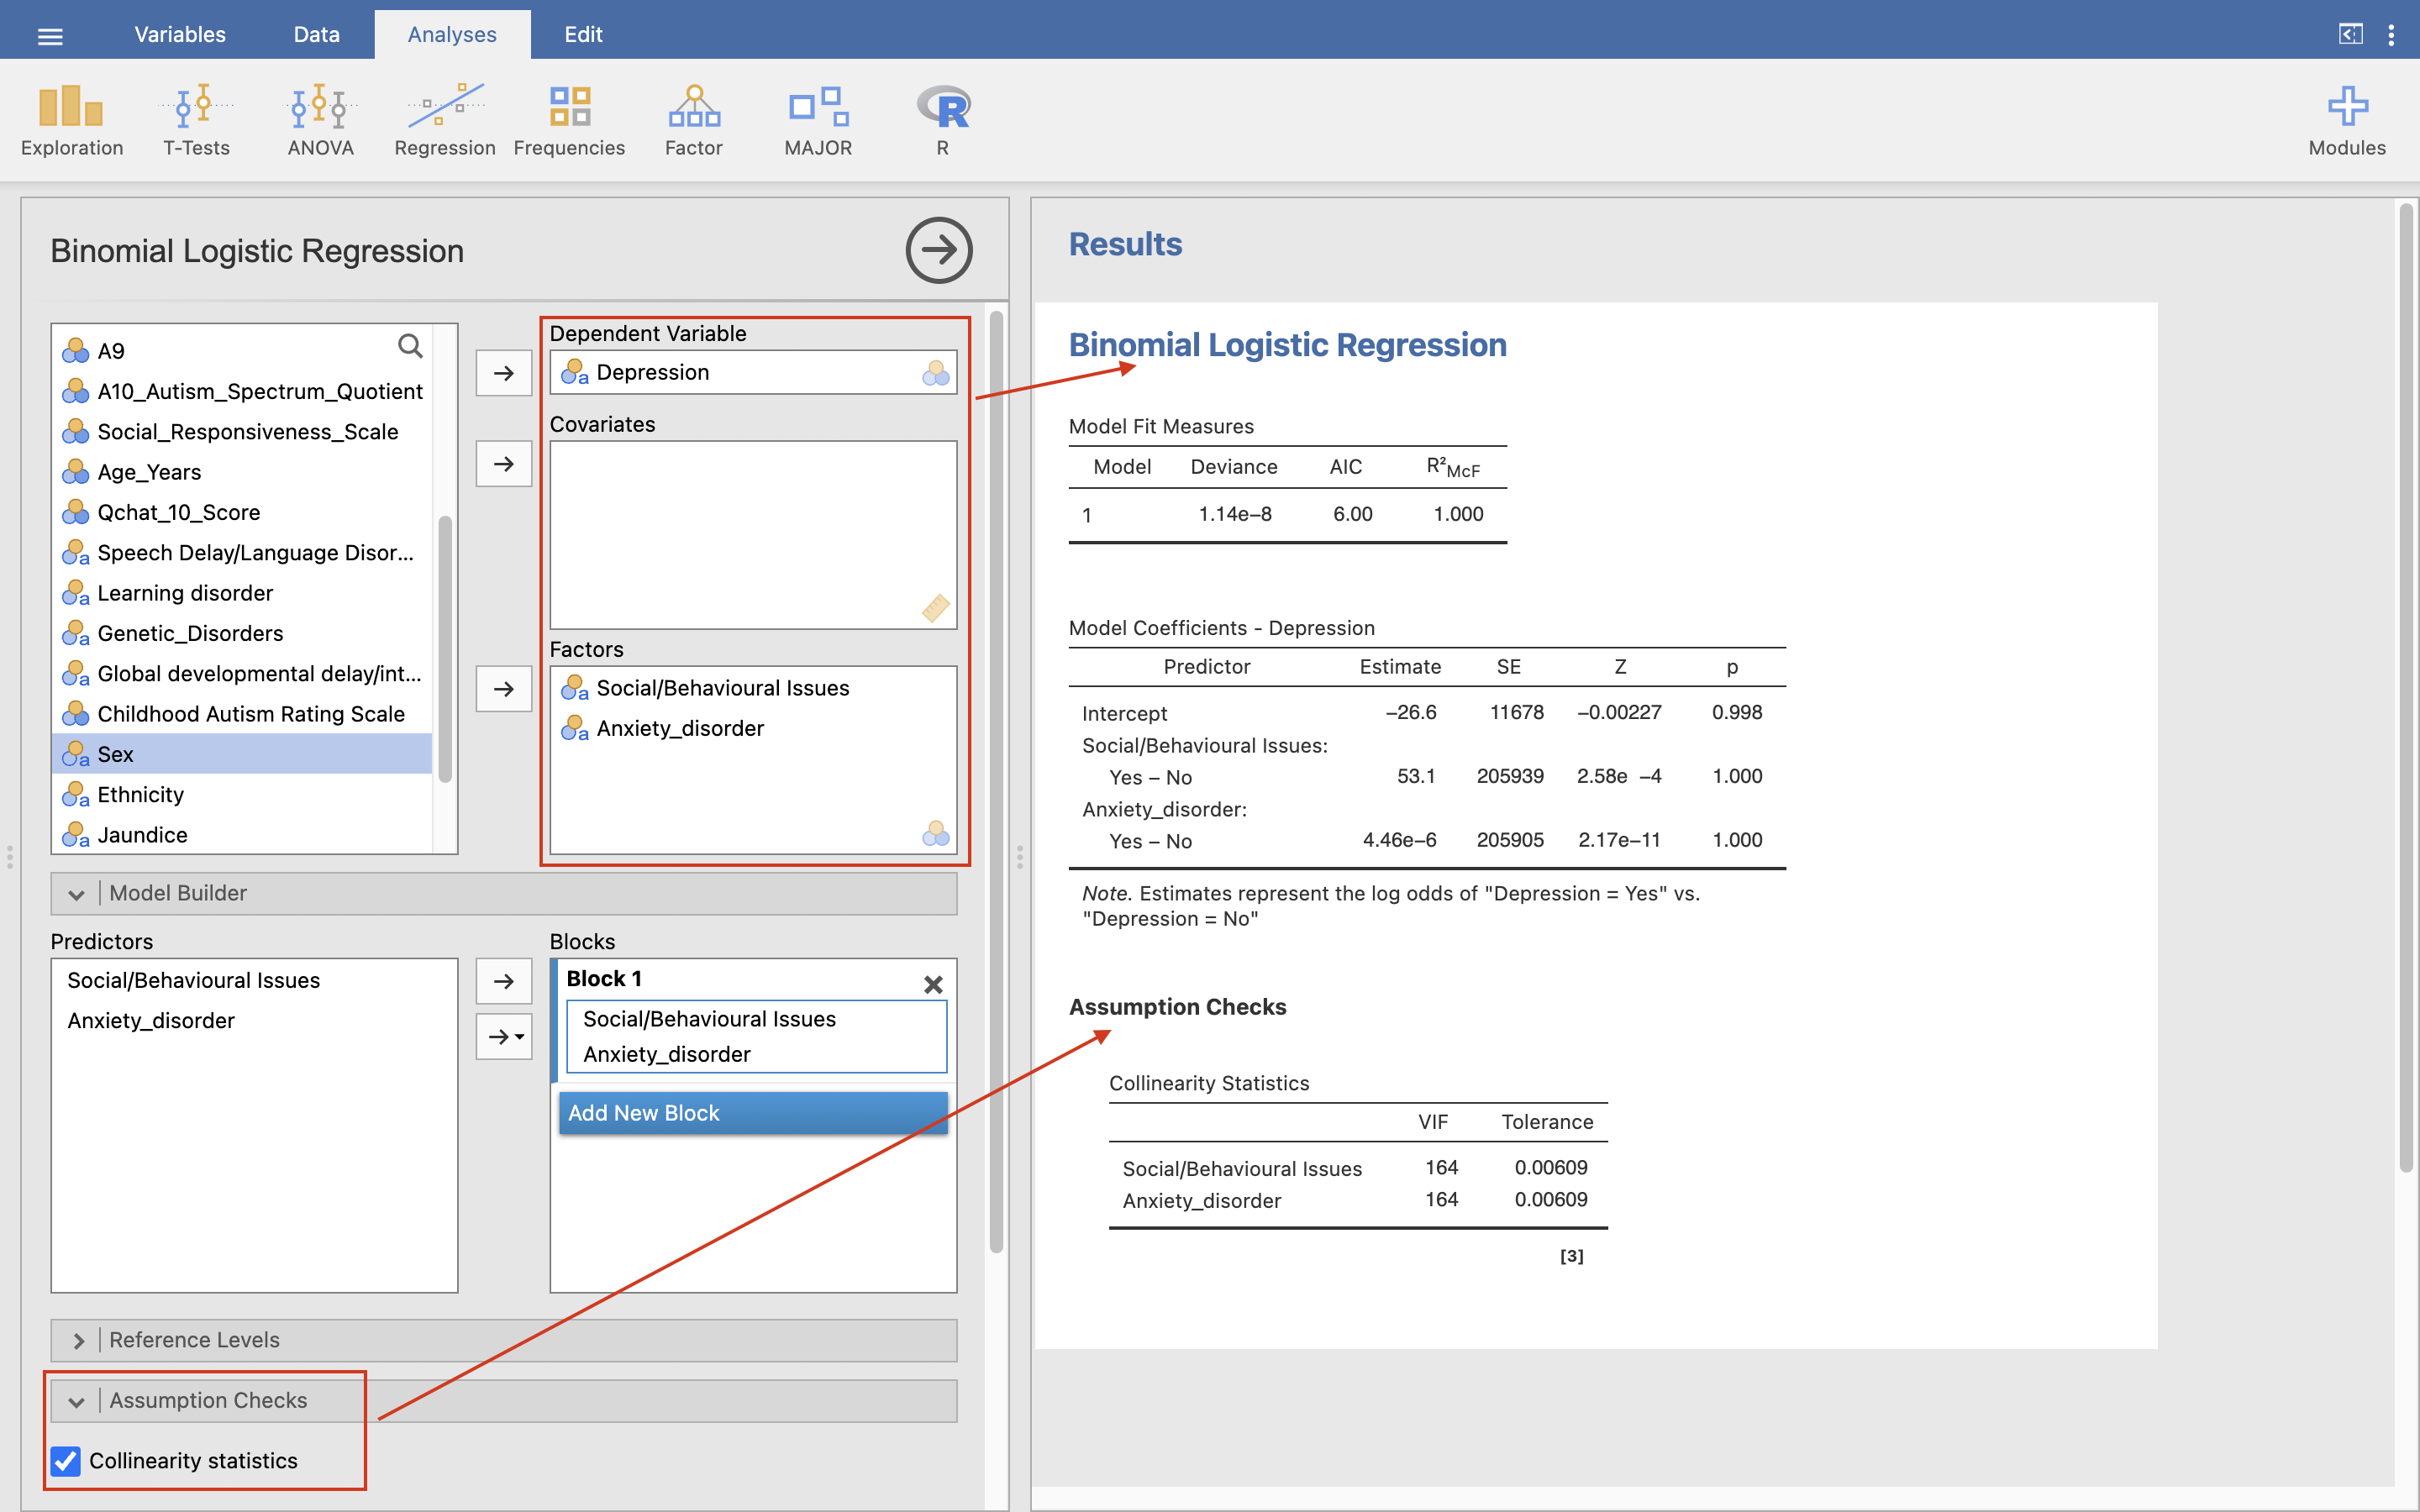 Variables Data Analyses Edit
Exploration T-Tests ANOVA Regression Frequencies Factor MAJOR R Modules
Binomial Logistic Regression
A9
A10_Autism_Spectrum_Quotient
Social_Responsiveness_Scale
Age_Years
Qchat_10_Score
Speech Delay/Language Disor...
Learning disorder
Genetic_Disorders
Global developmental delay/int...
Childhood Autism Rating Scale
Sex
Ethnicity
Jaundice
Dependent Variable
Depression
Covariates
Factors
Social/Behavioural Issues
Anxiety_disorder
Model Builder
Predictors
Social/Behavioural Issues
Anxiety_disorder
Blocks
Block 1
Social/Behavioural Issues
Anxiety_disorder
Add New Block
Reference Levels
Assumption Checks
Collinearity statistics
Results
Binomial Logistic Regression
Model Fit Measures
Model Deviance AIC R²McF
1 1.14e−8 6.00 1.000
Model Coefficients - Depression
Predictor Estimate SE Z p
Intercept −26.6 11678 −0.00227 0.998
Social/Behavioural Issues:
Yes – No 53.1 205939 2.58e −4 1.000
Anxiety_disorder:
Yes – No 4.46e−6 205905 2.17e−11 1.000
Note. Estimates represent the log odds of "Depression = Yes" vs.
"Depression = No"
Assumption Checks
Collinearity Statistics
VIF Tolerance
Social/Behavioural Issues 164 0.00609
Anxiety_disorder 164 0.00609
[3]